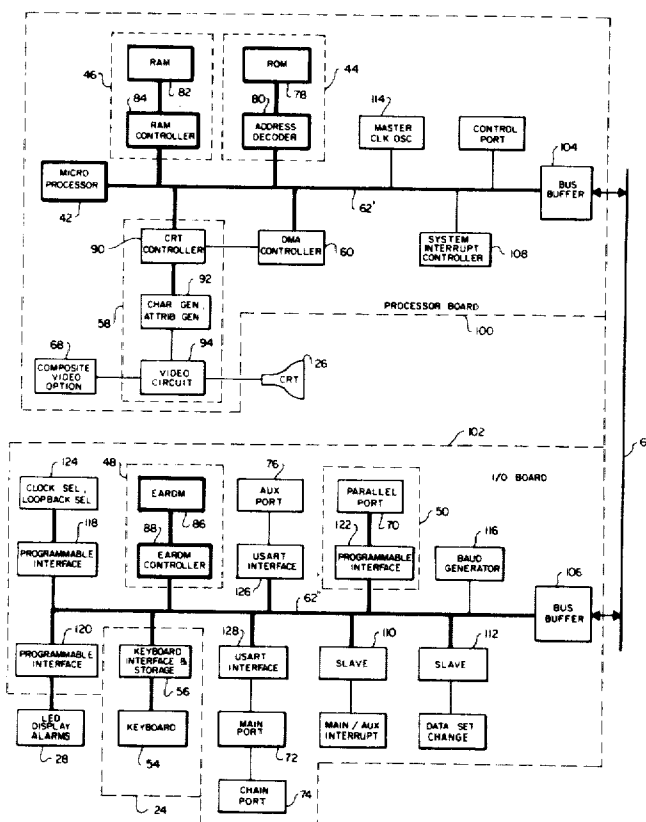 RAM
ROM
46
44
82
78
84
80
114
RAM
CONTROLLER
ADDRESS
DECODER
MASTER
CLK OSC
CONTROL
PORT
104
MICRO
PROCESSOR
BUS
BUFFER
42
62'
90
CRT
CONTROLLER
DMA
CONTROLLER
60
SYSTEM
INTERRUPT
CONTROLLER
108
92
58
CHAR GEN,
ATTRIB GEN
PROCESSOR BOARD
100
68
94
26
COMPOSITE
VIDEO
OPTION
VIDEO
CIRCUIT
CRT
102
6
124
48
76
I/O BOARD
CLOCK SEL,
LOOPBACK SEL
EAROM
AUX
PORT
PARALLEL
PORT
50
118
88
86
122
70
116
PROGRAMMABLE
INTERFACE
EAROM
CONTROLLER
USART
INTERFACE
PROGRAMMABLE
INTERFACE
BAUD
GENERATOR
106
126
62"
BUS
BUFFER
120
128
110
112
PROGRAMMABLE
INTERFACE
KEYBOARD
INTERFACE &
STORAGE
USART
INTERFACE
SLAVE
SLAVE
56
LED
DISPLAY
ALARMS
KEYBOARD
MAIN
PORT
MAIN / AUX
INTERRUPT
DATA SET
CHANGE
28
54
72
CHAIN
PORT
24
74